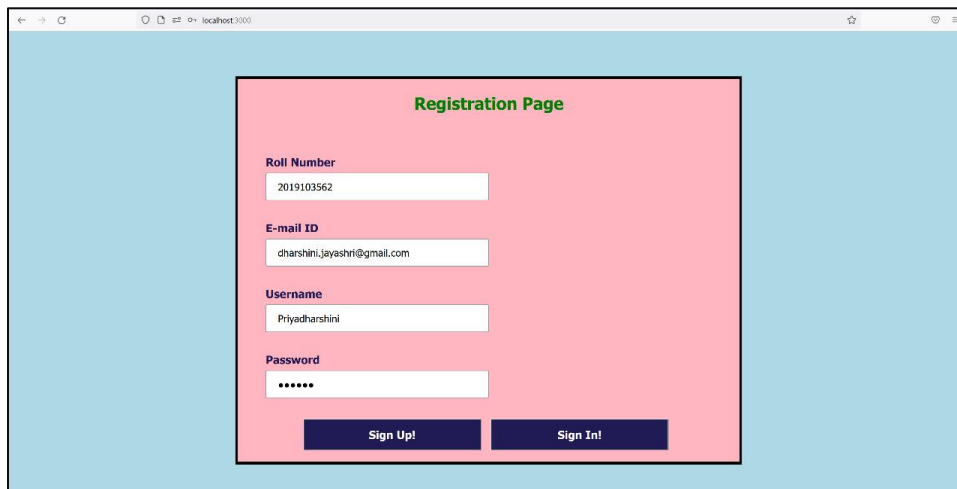 localhost:3000
Registration Page
Roll Number
2019103562
E-mail ID
dharshini.jayashri@gmail.com
Username
Priyadharshini
Password
••••••
Sign Up! Sign In!